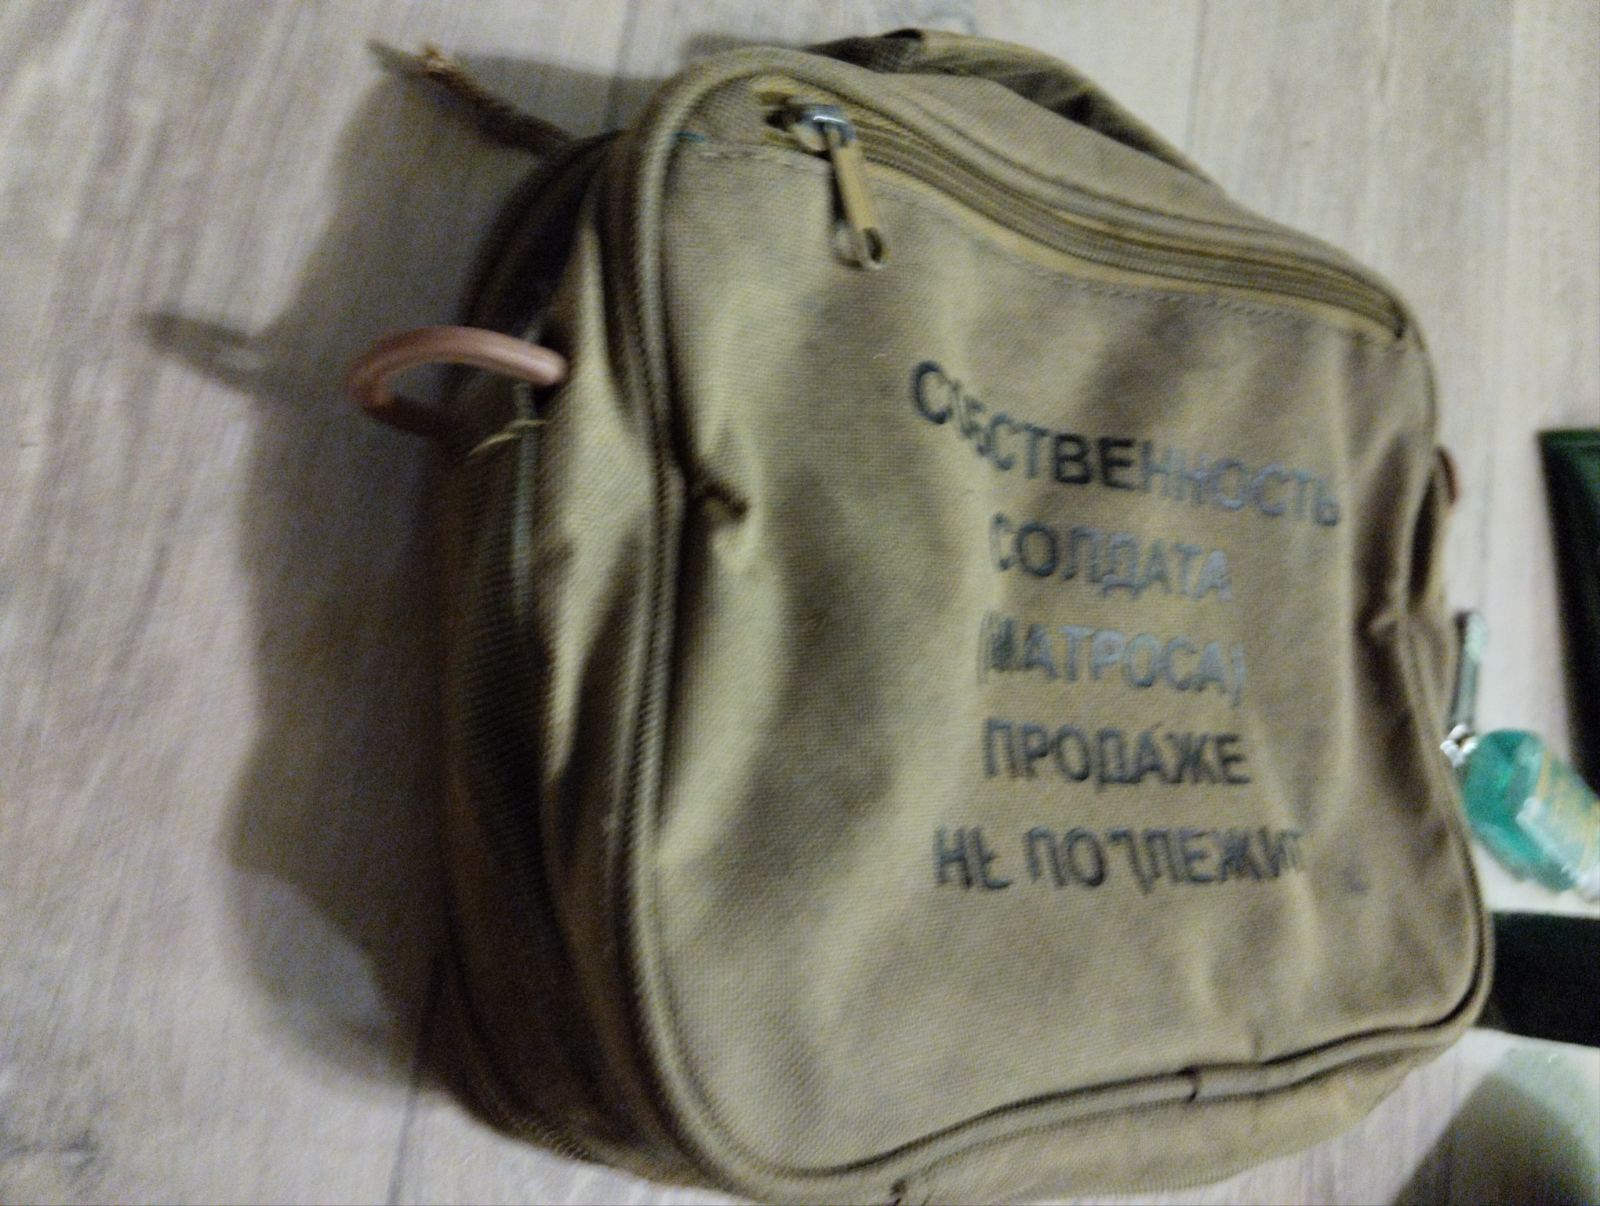 СОБСТВЕННОСТЬ
СОЛДАТА
(МАТРОСА)
ПРОДАЖЕ
НЕ ПОДЛЕЖИТ